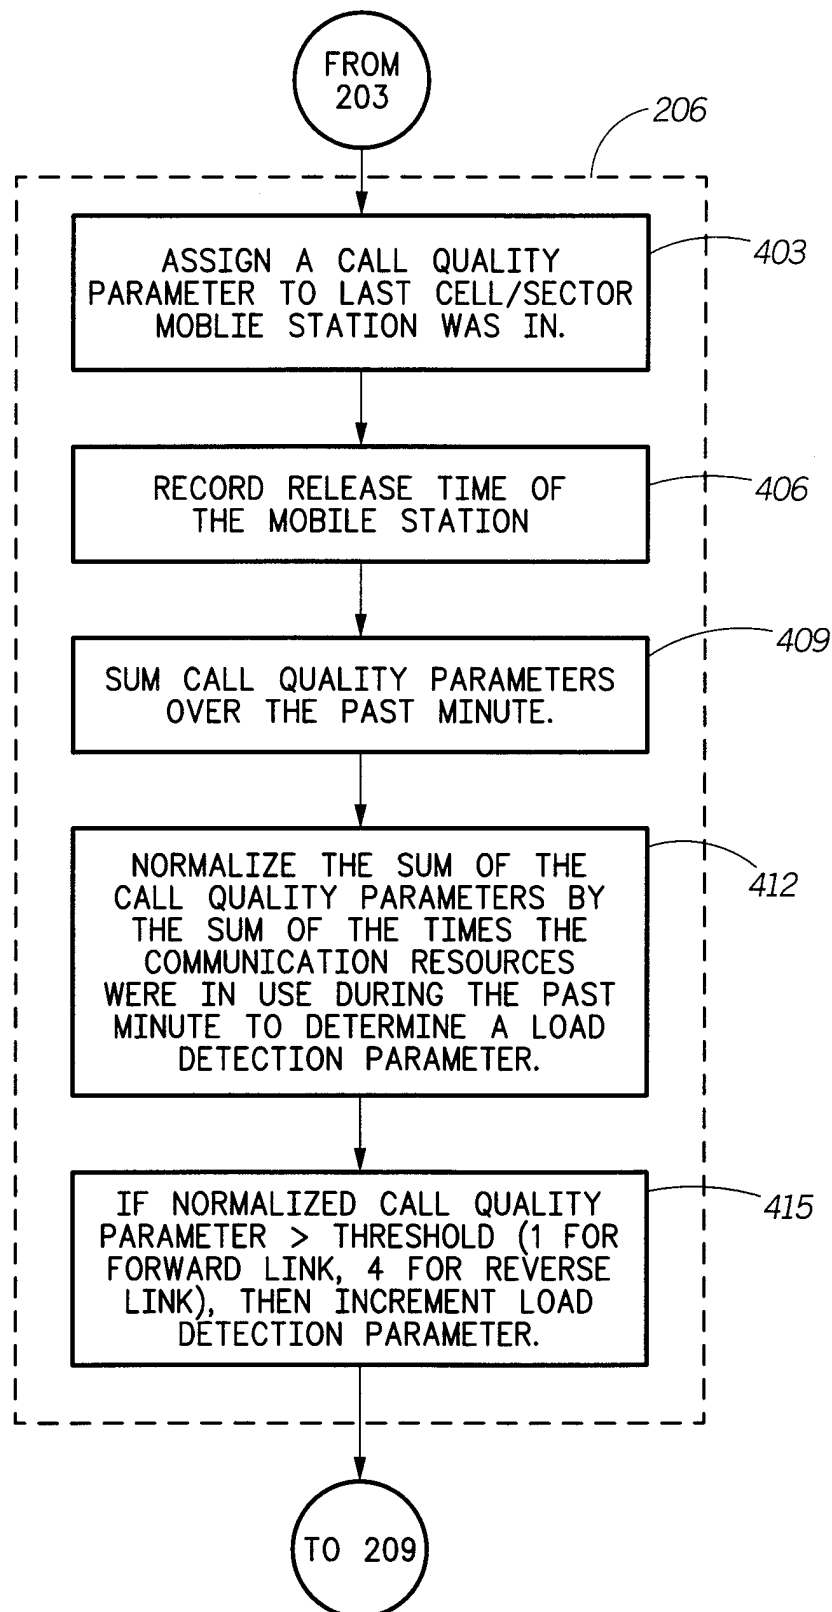 FROM
203
206
ASSIGN A CALL QUALITY
PARAMETER TO LAST CELL/SECTOR
MOBLIE STATION WAS IN.
403
RECORD RELEASE TIME OF
THE MOBILE STATION
406
SUM CALL QUALITY PARAMETERS
OVER THE PAST MINUTE.
409
NORMALIZE THE SUM OF THE
CALL QUALITY PARAMETERS BY
THE SUM OF THE TIMES THE
COMMUNICATION RESOURCES
WERE IN USE DURING THE PAST
MINUTE TO DETERMINE A LOAD
DETECTION PARAMETER.
412
IF NORMALIZED CALL QUALITY
PARAMETER > THRESHOLD (1 FOR
FORWARD LINK, 4 FOR REVERSE
LINK), THEN INCREMENT LOAD
DETECTION PARAMETER.
415
TO 209